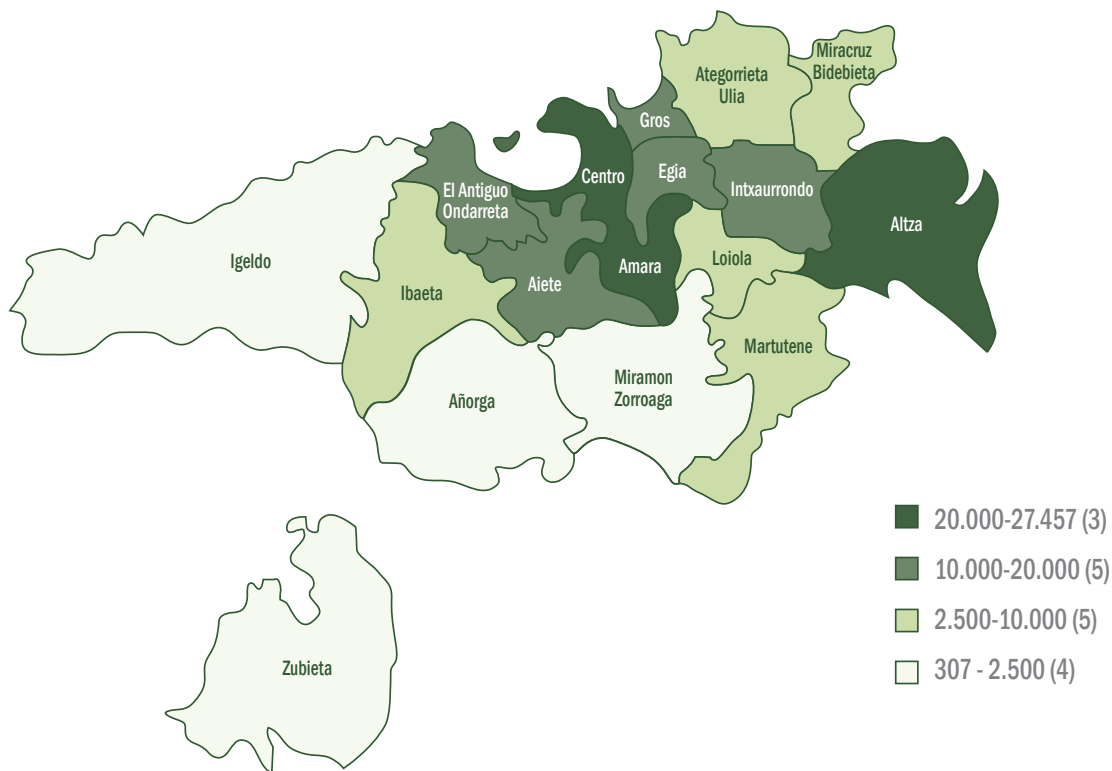 Miracruz
Bidebieta
Ategorrieta
Ulia
Gros
Centro
Egia
Intxaurrondo
El Antiguo
Ondarreta
Altza
Igeldo
Loiola
Amara
Aiete
Ibaeta
Martutene
Miramon
Zorroaga
Añorga
20.000-27.457 (3)
10.000-20.000 (5)
2.500-10.000 (5)
307 - 2.500 (4)
Zubieta